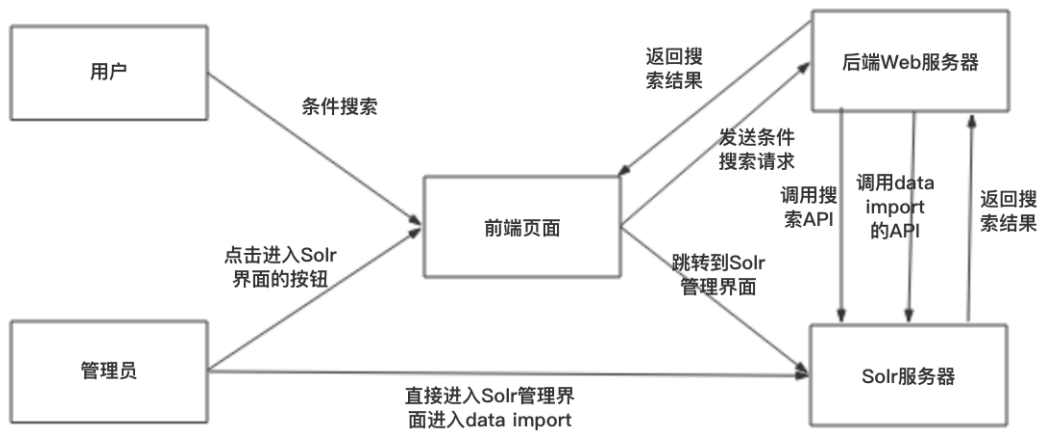 用户
条件搜索
返回搜
索结果
后端Web服务器
发送条件
搜索请求
前端页面
调用搜
索API
调用data
import
的API
返回搜
索结果
点击进入Solr
界面的按钮
跳转到Solr
管理界面
管理员
直接进入Solr管理界
面进入data import
Solr服务器